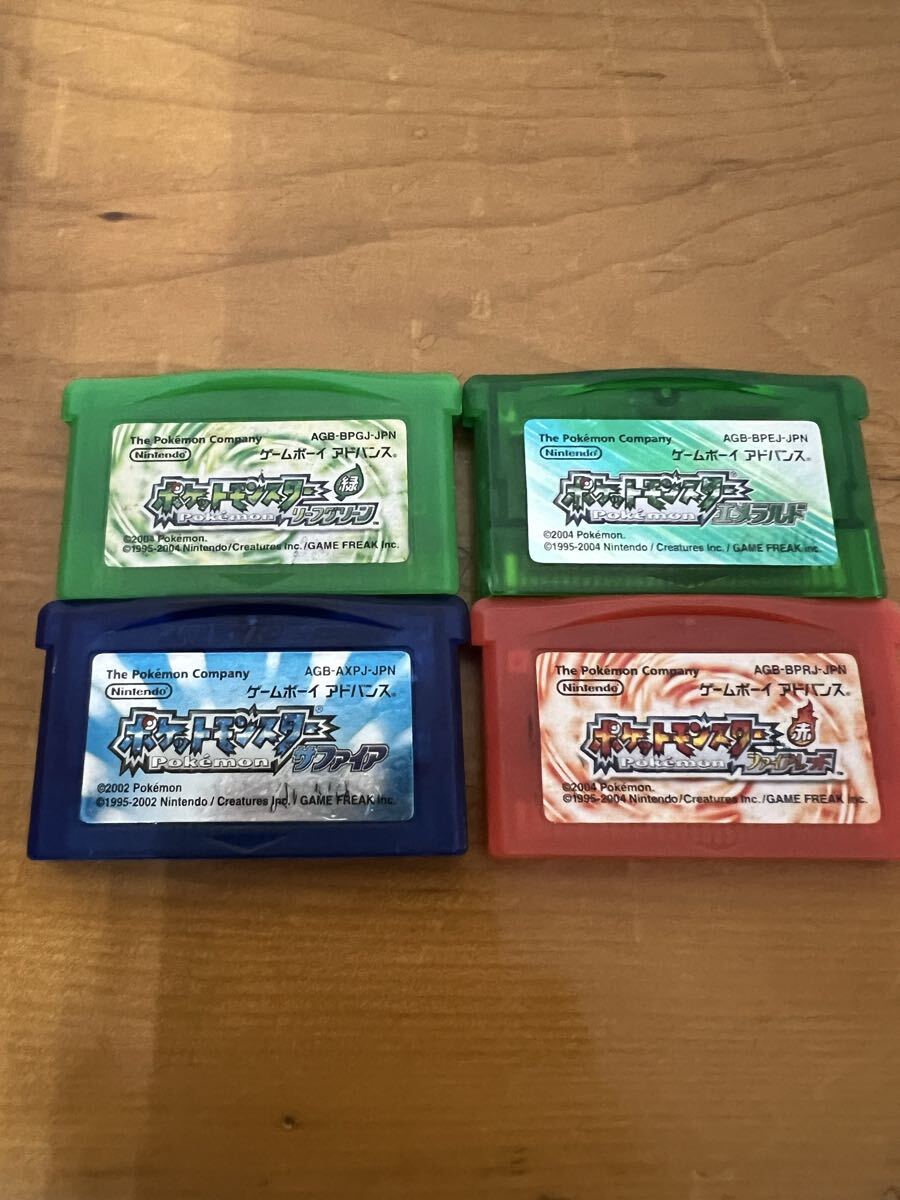 The Pokémon Company AGB-BPGJ-JPN
Nintendo ゲームボーイ アドバンス®
ポケットモンスター 緑
Pokémon リーフグリーン™
©2004 Pokémon.
©1995-2004 Nintendo/Creatures Inc./GAME FREAK inc.
The Pokémon Company AGB-BPEJ-JPN
Nintendo ゲームボーイ アドバンス®
ポケットモンスター®
Pokémon エメラルド
©2004 Pokémon.
©1995-2004 Nintendo/Creatures Inc./GAME FREAK inc.
The Pokémon Company AGB-AXPJ-JPN
Nintendo ゲームボーイ アドバンス®
ポケットモンスター®
Pokémon サファイア
©2002 Pokémon
©1995-2002 Nintendo/Creatures Inc./GAME FREAK inc.
The Pokémon Company AGB-BPRJ-JPN
Nintendo ゲームボーイ アドバンス®
ポケットモンスター 赤
Pokémon ファイアレッド™
©2004 Pokémon.
©1995-2004 Nintendo/Creatures Inc./GAME FREAK inc.